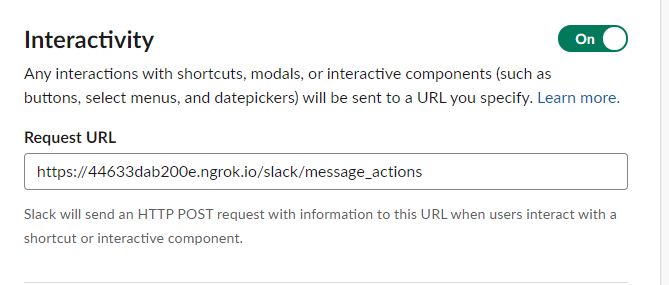 Interactivity
On
Any interactions with shortcuts, modals, or interactive components (such as
buttons, select menus, and datepickers) will be sent to a URL you specify. Learn more.
Request URL
https://44633dab200e.ngrok.io/slack/message_actions
Slack will send an HTTP POST request with information to this URL when users interact with a
shortcut or interactive component.